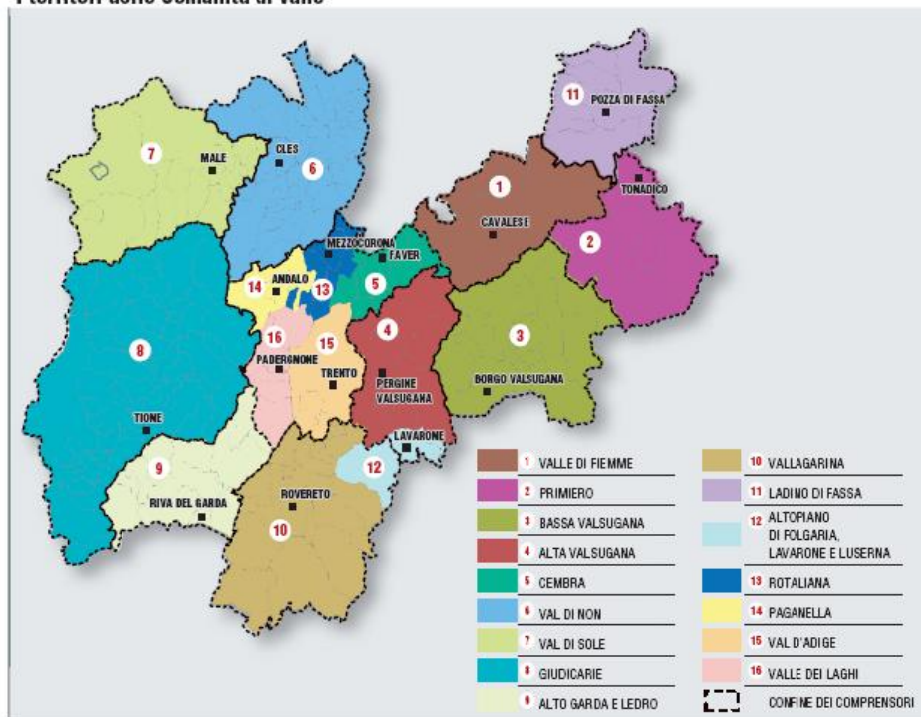 I territori delle Comunità di Valle
11
POZZA DI FASSA
7
MALE
CLES
6
1
TONADICO
CAVALESE
2
MEZZOCORONA
FAVER
14
ANDALO
13
5
16
15
4
3
8
PADERGNONE
TRENTO
PERGINE
VALSUGANA
BORGO VALSUGANA
TIONE
LAVARONE
9
12
RIVA DEL GARDA
ROVERETO
10
1 VALLE DI FIEMME
2 PRIMIERO
3 BASSA VALSUGANA
4 ALTA VALSUGANA
5 CEMBRA
6 VAL DI NON
7 VAL DI SOLE
8 GIUDICARIE
9 ALTO GARDA E LEDRO
10 VALLAGARINA
11 LADINO DI FASSA
12 ALTOPIANO
DI FOLGARIA,
LAVARONE E LUSERNA
13 ROTALIANA
14 PAGANELLA
15 VAL D'ADIGE
16 VALLE DEI LAGHI
CONFINE DEI COMPRENSORI